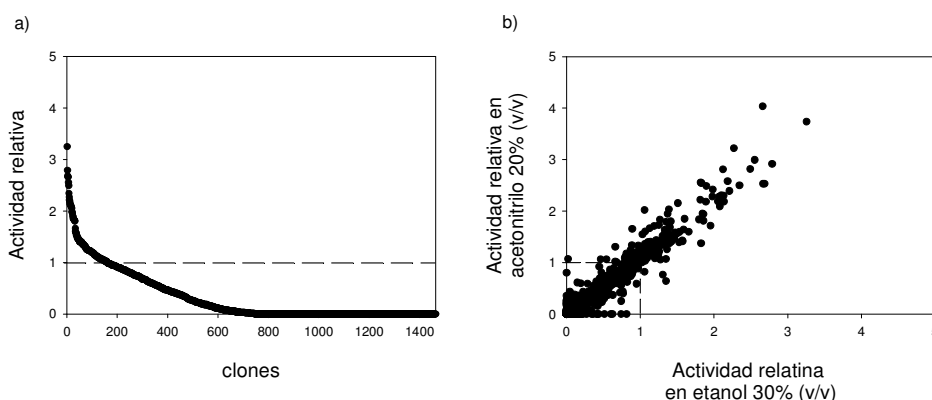 a)
5
4
3
2
1
0
Actividad relativa
0 200 400 600 800 1000 1200 1400
clones
b)
5
4
3
2
1
0
Actividad relativa en
acetonitrilo 20% (v/v)
0 1 2 3 4 5
Actividad relatina
en etanol 30% (v/v)